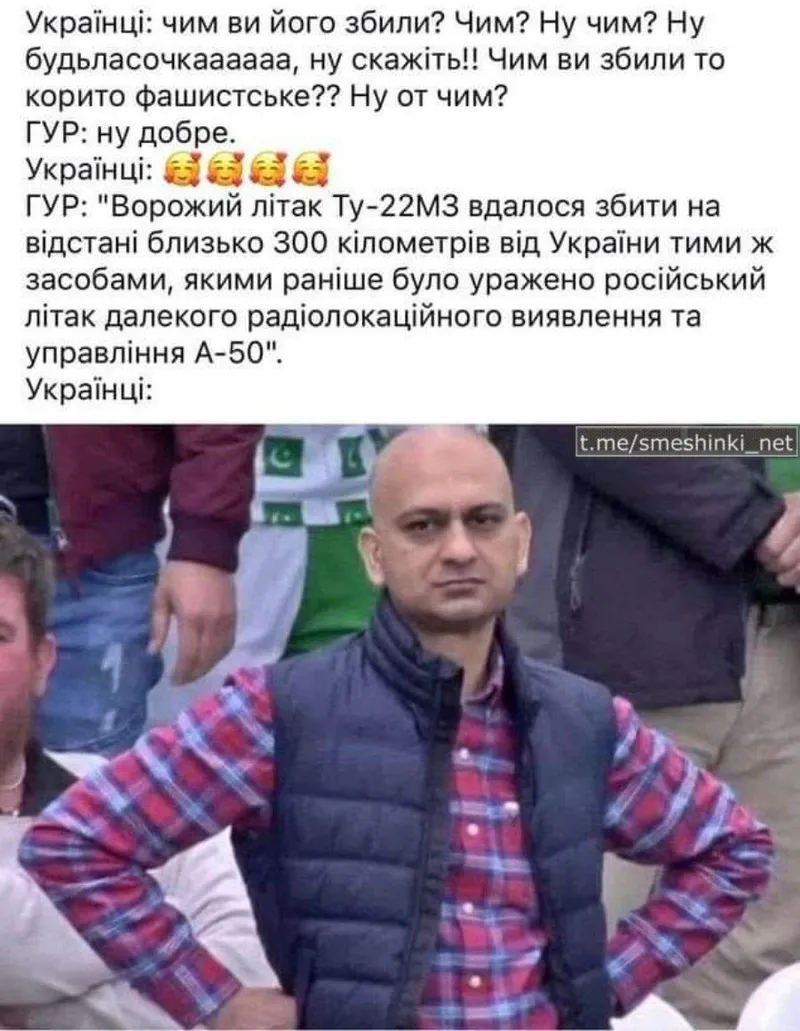 Українці: чим ви його збили? Чим? Ну чим? Ну
будьласочкаааааа, ну скажіть!! Чим ви збили то
корито фашистське?? Ну от чим?
ГУР: ну добре.
Українці: 🥰🥰🥰🥰
ГУР: "Ворожий літак Ту-22М3 вдалося збити на
відстані близько 300 кілометрів від України тими ж
засобами, якими раніше було уражено російський
літак далекого радіолокаційного виявлення та
управління А-50".
Українці:
t.me/smeshinki_net